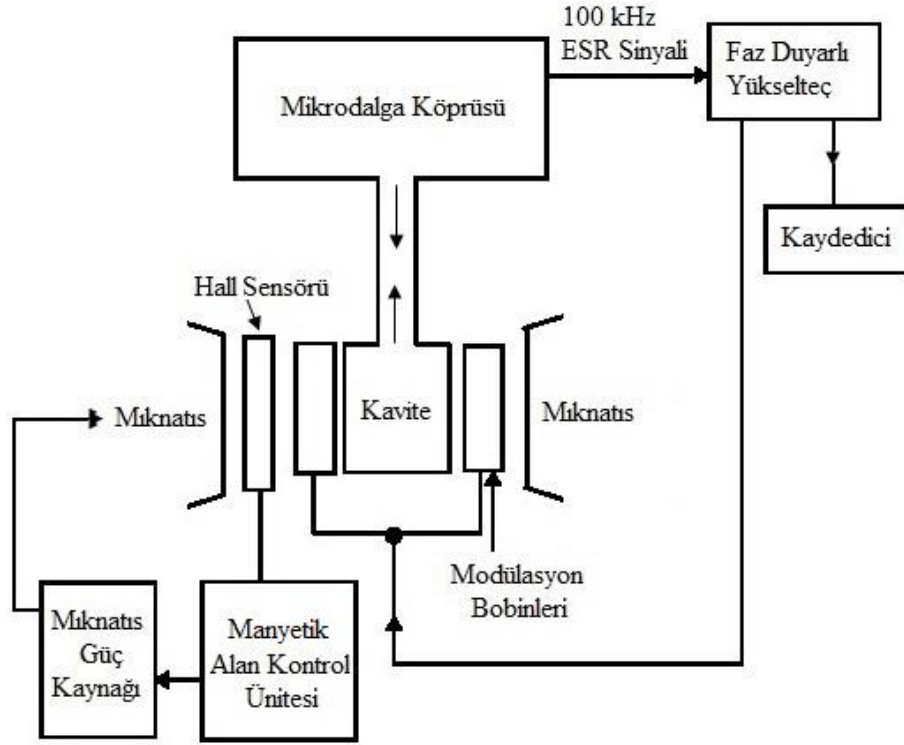 100 kHz
ESR Sinyali
Faz Duyarlı
Yükselteç
Mikrodalga Köprüsü
Kaydedici
Hall Sensörü
Mıknatıs
Kavite
Mıknatıs
Modülasyon
Bobinleri
Mıknatıs
Güç
Kaynağı
Manyetik
Alan Kontrol
Ünitesi